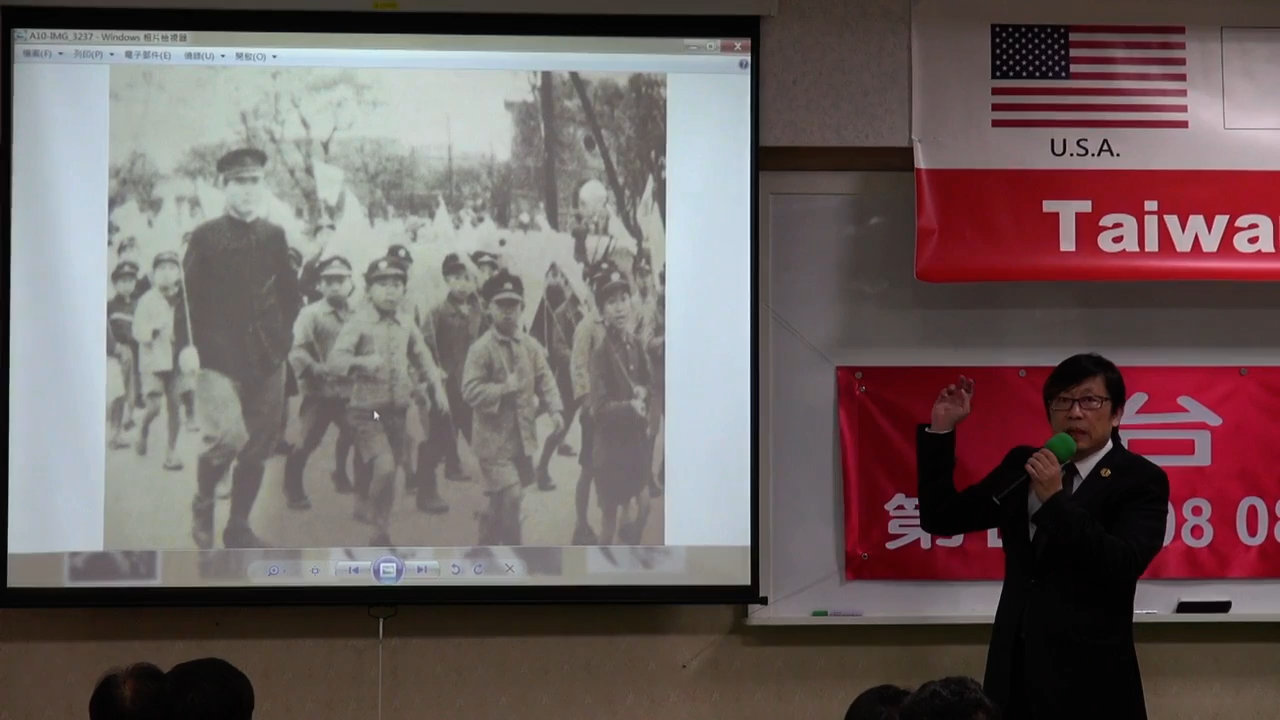 A10-IMG_3237 - Windows 相片檢視器
檔案(F) 列印(P) 電子郵件(E) 燒錄(U) 開啟(O)
U.S.A.
Taiwa
台
第
08 08